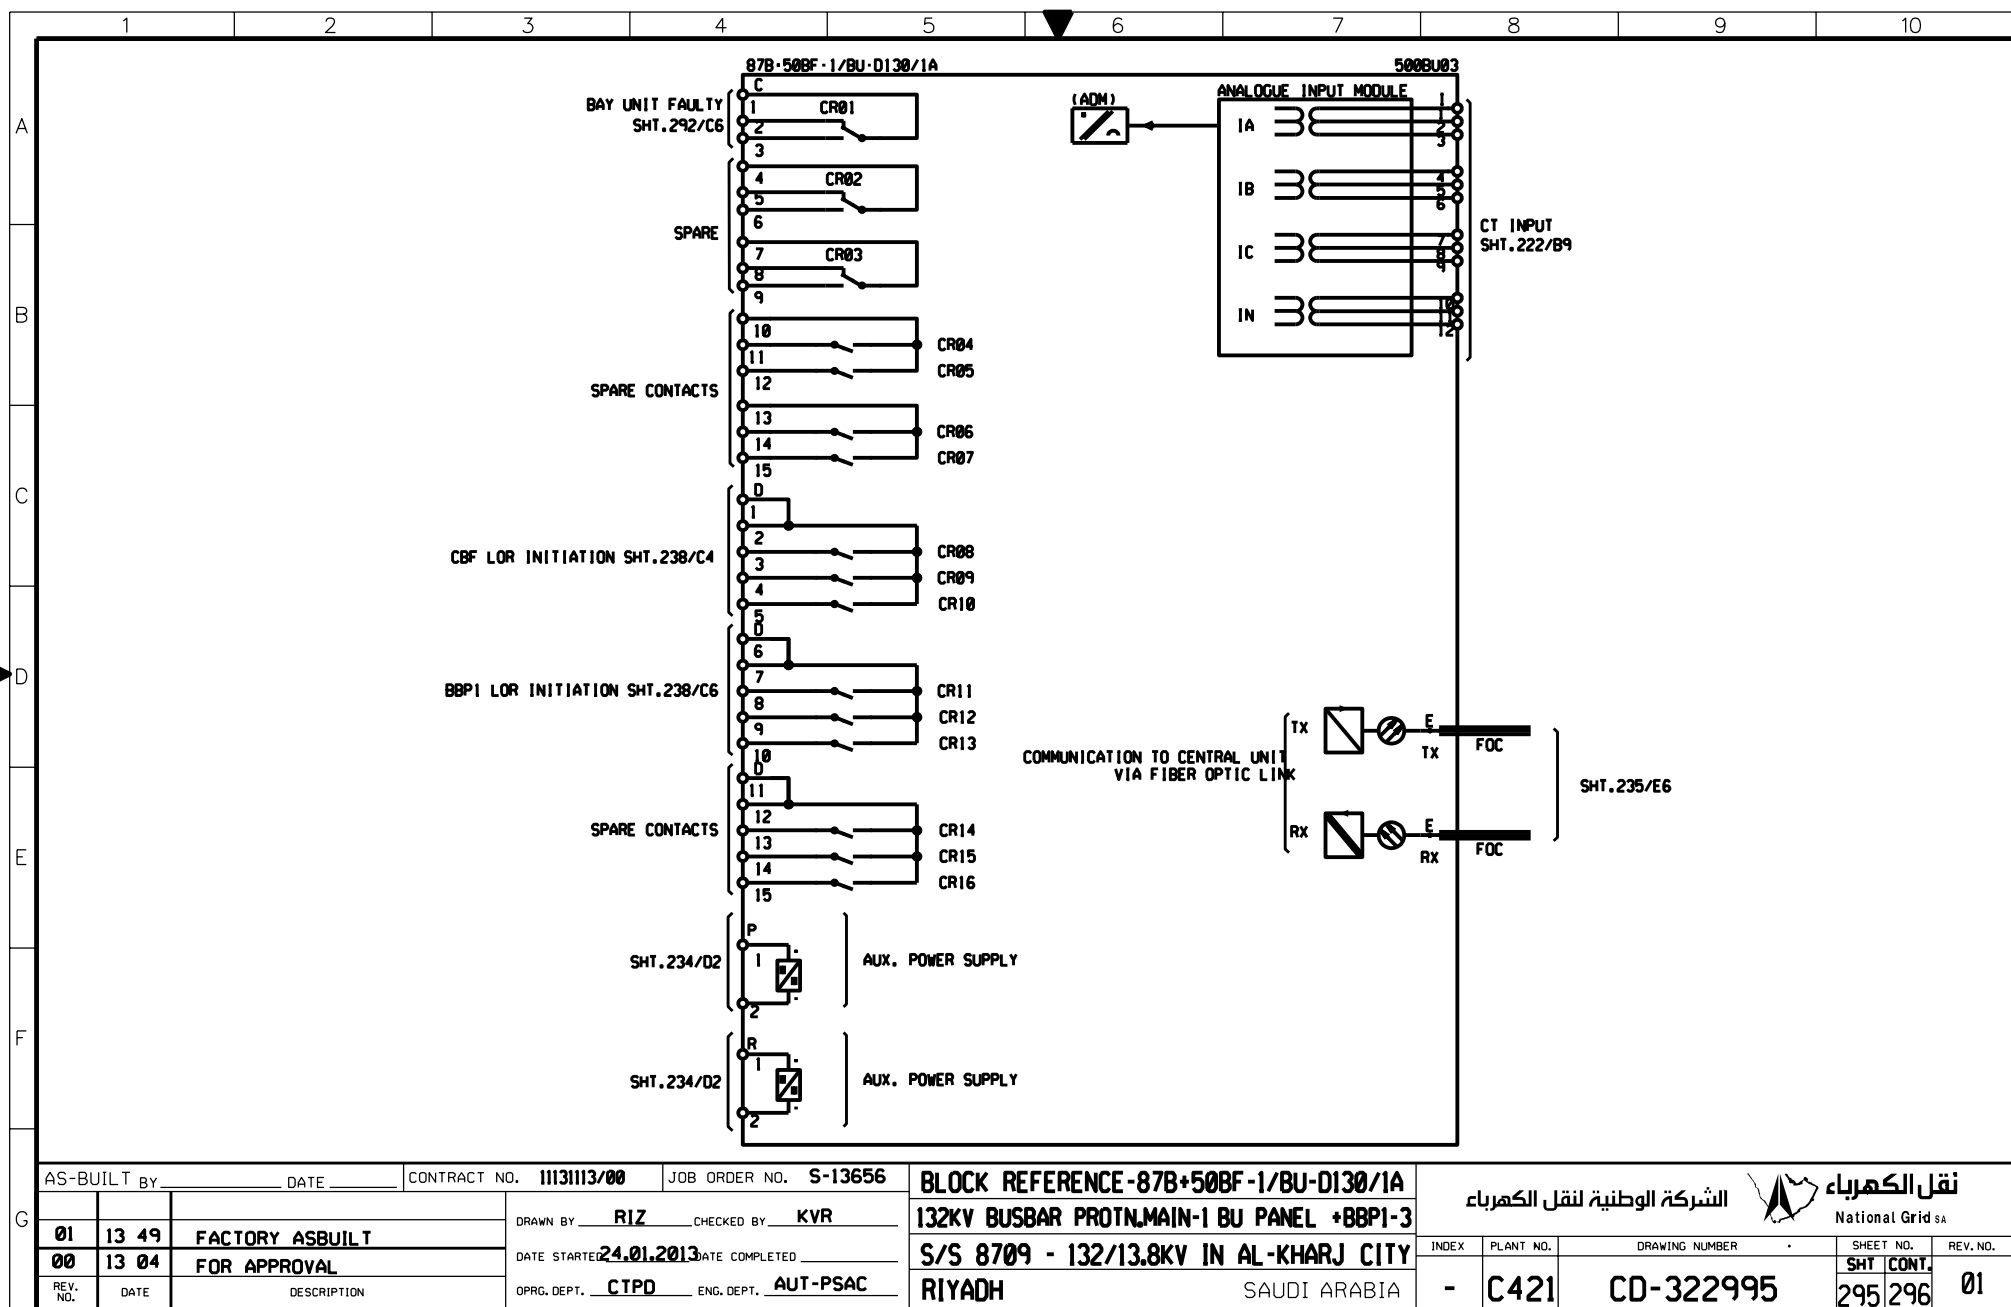 1 2 3 4 5 6 7 8 9 10
A
B
C
D
E
F
G
87B+50BF-1/BU-D130/1A
500BU03
BAY UNIT FAULTY
SHT.292/C6
C
1
2
3
CR01
4
5
6
CR02
SPARE
7
8
9
CR03
10
11
12
CR04
CR05
SPARE CONTACTS
13
14
15
CR06
CR07
D
1
2
3
4
5
CBF LOR INITIATION SHT.238/C4
CR08
CR09
CR10
D
6
7
8
9
10
BBP1 LOR INITIATION SHT.238/C6
CR11
CR12
CR13
D
11
12
13
14
15
SPARE CONTACTS
CR14
CR15
CR16
P
1
2
SHT.234/D2
AUX. POWER SUPPLY
R
1
2
SHT.234/D2
AUX. POWER SUPPLY
(ADM)
ANALOGUE INPUT MODULE
IA
IB
IC
IN
I
1
2
3
4
5
6
7
8
9
10
11
12
CT INPUT
SHT.222/B9
COMMUNICATION TO CENTRAL UNIT
VIA FIBER OPTIC LINK
TX
E
TX
FOC
RX
E
RX
FOC
SHT.235/E6
AS-BUILT BY DATE
CONTRACT NO. 11131113/00
JOB ORDER NO. S-13656
01 13 49 FACTORY ASBUILT
00 13 04 FOR APPROVAL
REV. NO. DATE DESCRIPTION
DRAWN BY RIZ CHECKED BY KVR
DATE STARTED 24.01.2013 DATE COMPLETED
OPRG. DEPT. CTPD ENG. DEPT. AUT-PSAC
BLOCK REFERENCE-87B+50BF-1/BU-D130/1A
132KV BUSBAR PROTN.MAIN-1 BU PANEL +BBP1-3
S/S 8709 - 132/13.8KV IN AL-KHARJ CITY
RIYADH SAUDI ARABIA
الشركة الوطنية لنقل الكهرباء
نقل الكهرباء
National Grid SA
INDEX PLANT NO. DRAWING NUMBER SHEET NO. REV. NO.
SHT CONT.
- C421 CD-322995 295 296 01